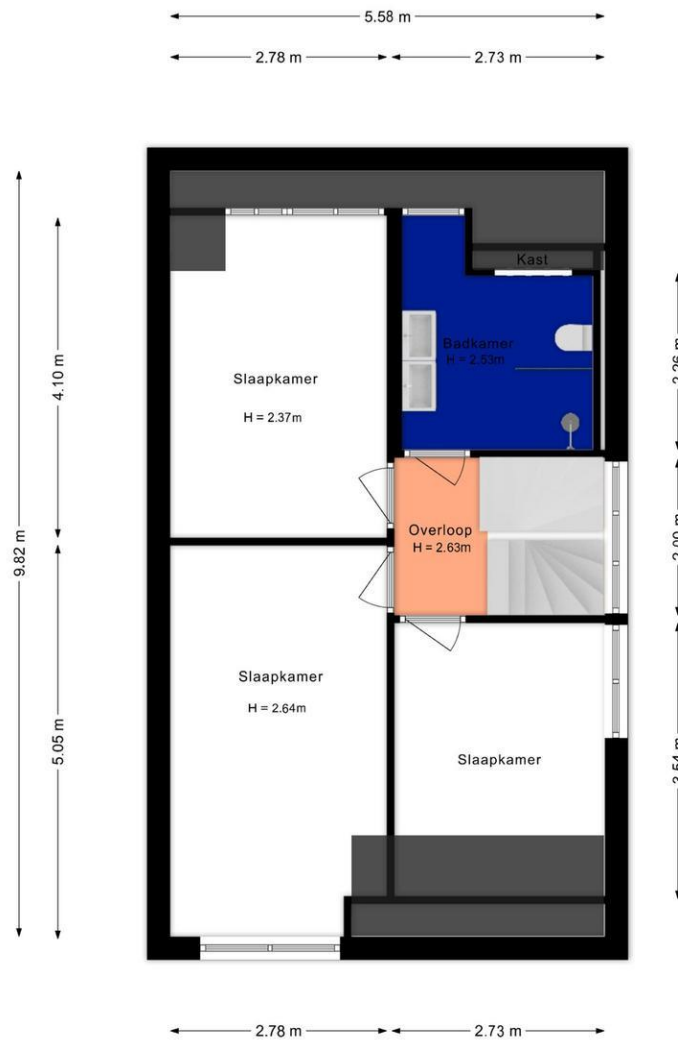 5.58 m
2.78 m
2.73 m
Kast
Badkamer
H = 2.53m
Slaapkamer
H = 2.37m
4.10 m
9.82 m
Overloop
H = 2.63m
Slaapkamer
H = 2.64m
5.05 m
Slaapkamer
2.78 m
2.73 m